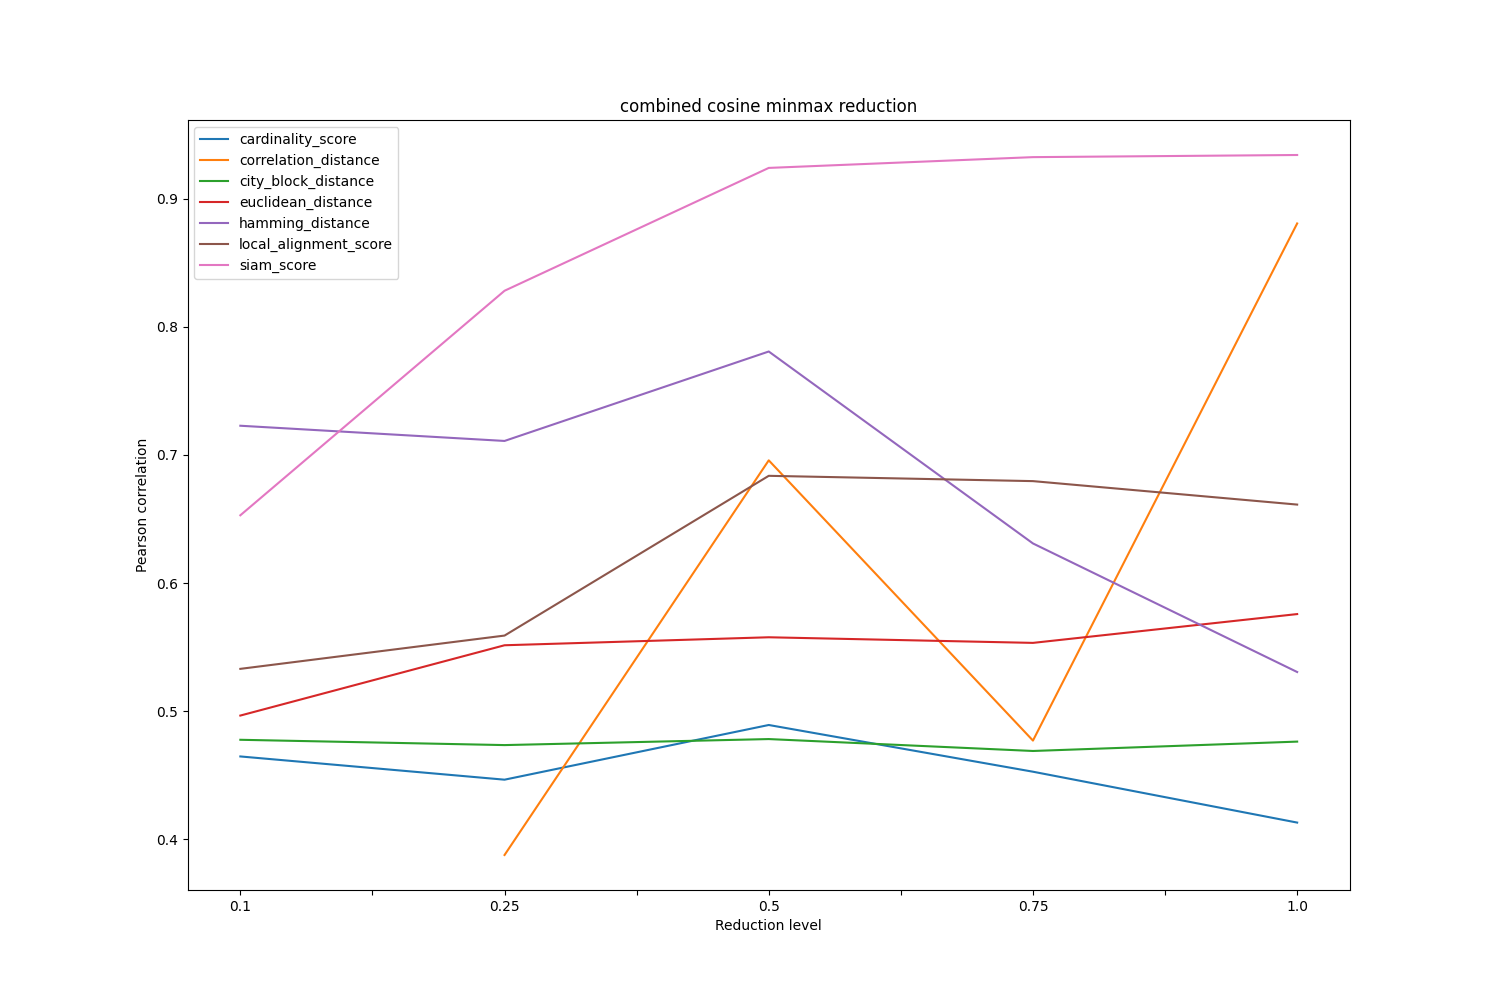 combined cosine minmax reduction
cardinality_score
correlation_distance
city_block_distance
euclidean_distance
hamming_distance
local_alignment_score
siam_score
0.9
0.8
0.7
0.6
0.5
0.4
Pearson correlation
0.1 0.25 0.5 0.75 1.0
Reduction level